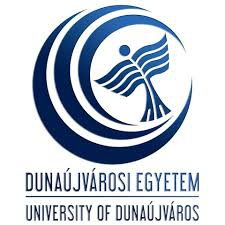 DUNAÚJVÁROSI EGYETEM
UNIVERSITY OF DUNAÚJVÁROS